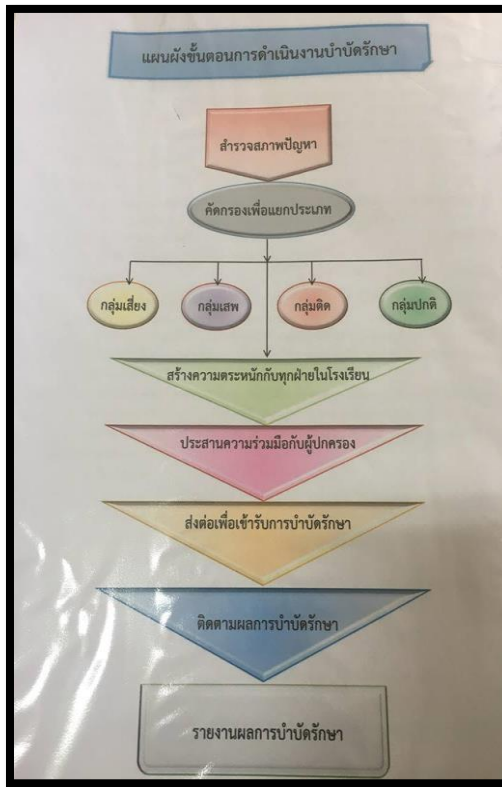 แผนผังขั้นตอนการดำเนินงานบำบัดรักษา
สำรวจสภาพปัญหา
คัดกรองเพื่อแยกประเภท
กลุ่มเสี่ยง
กลุ่มเสพ
กลุ่มติด
กลุ่มปกติ
สร้างความตระหนักกับทุกฝ่ายในโรงเรียน
ประสานความร่วมมือกับผู้ปกครอง
ส่งต่อเพื่อเข้ารับการบำบัดรักษา
ติดตามผลการบำบัดรักษา
รายงานผลการบำบัดรักษา